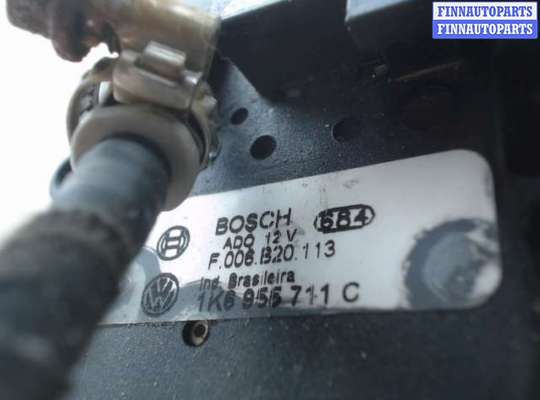 FINNAUTOPARTS
FINNAUTOPARTS
BOSCH 684
ADO 12 V
F.006.B20.113
Ind. Brasileira
1K6 955 711 C